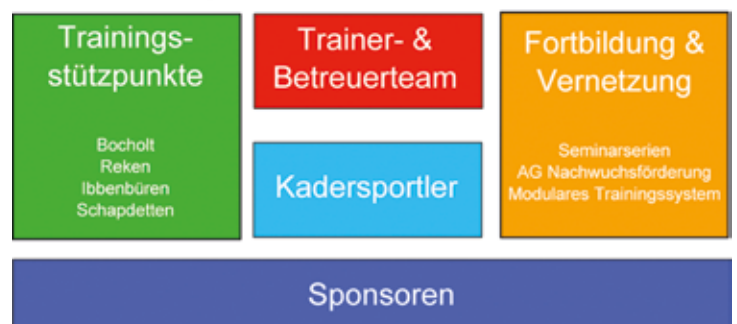 Trainings-
stützpunkte
Bocholt
Reken
Ibbenbüren
Schapdetten
Trainer- &
Betreuerteam
Kadersportler
Fortbildung &
Vernetzung
Seminarserien
AG Nachwuchsförderung
Modulares Trainingssystem
Sponsoren